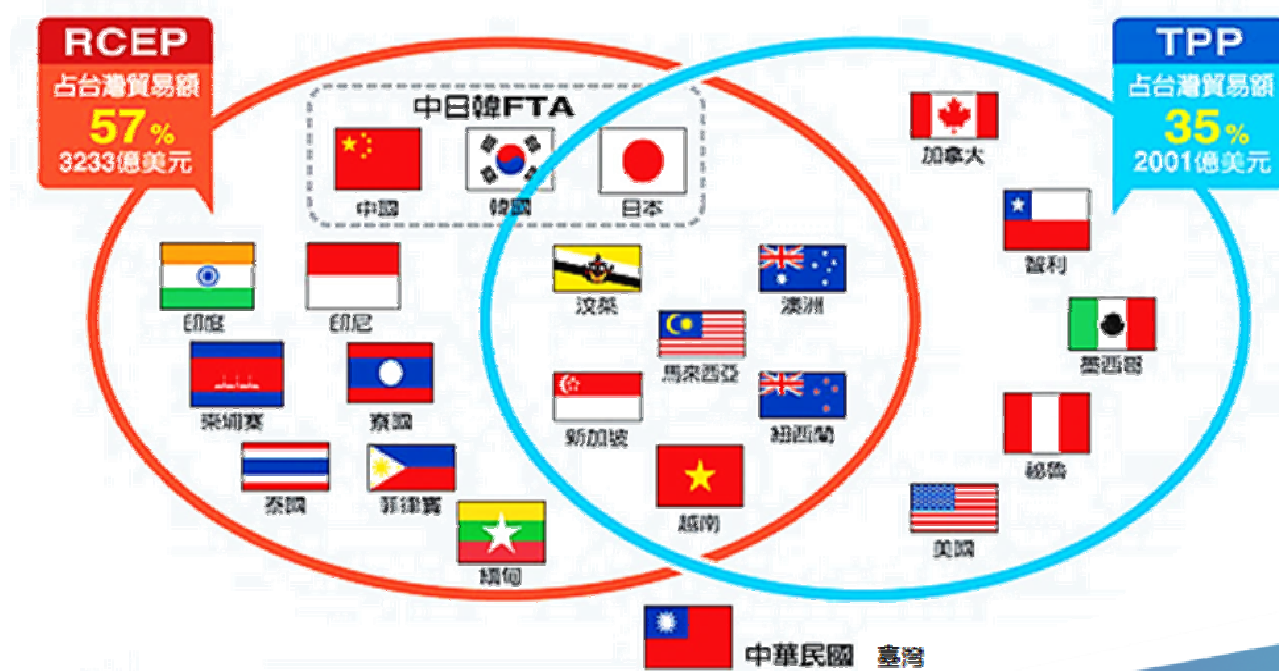 RCEP
占台灣貿易額
57%
3233億美元
TPP
占台灣貿易額
35%
2001億美元
中日韓FTA
中國
韓國
日本
加拿大
智利
印度
印尼
汶萊
澳洲
馬來西亞
墨西哥
柬埔寨
寮國
新加坡
紐西蘭
秘魯
泰國
菲律賓
越南
美國
緬甸
中華民國 臺灣